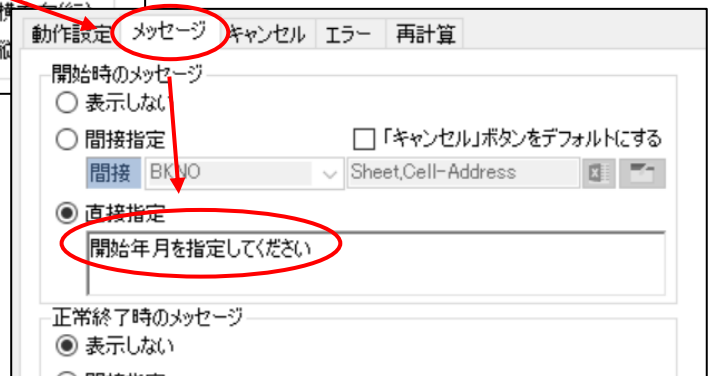 動作設定 メッセージ キャンセル エラー 再計算
開始時のメッセージ
表示しない
間接指定 「キャンセル」ボタンをデフォルトにする
間接 BKNO Sheet,Cell-Address
直接指定
開始年月を指定してください
正常終了時のメッセージ
表示しない